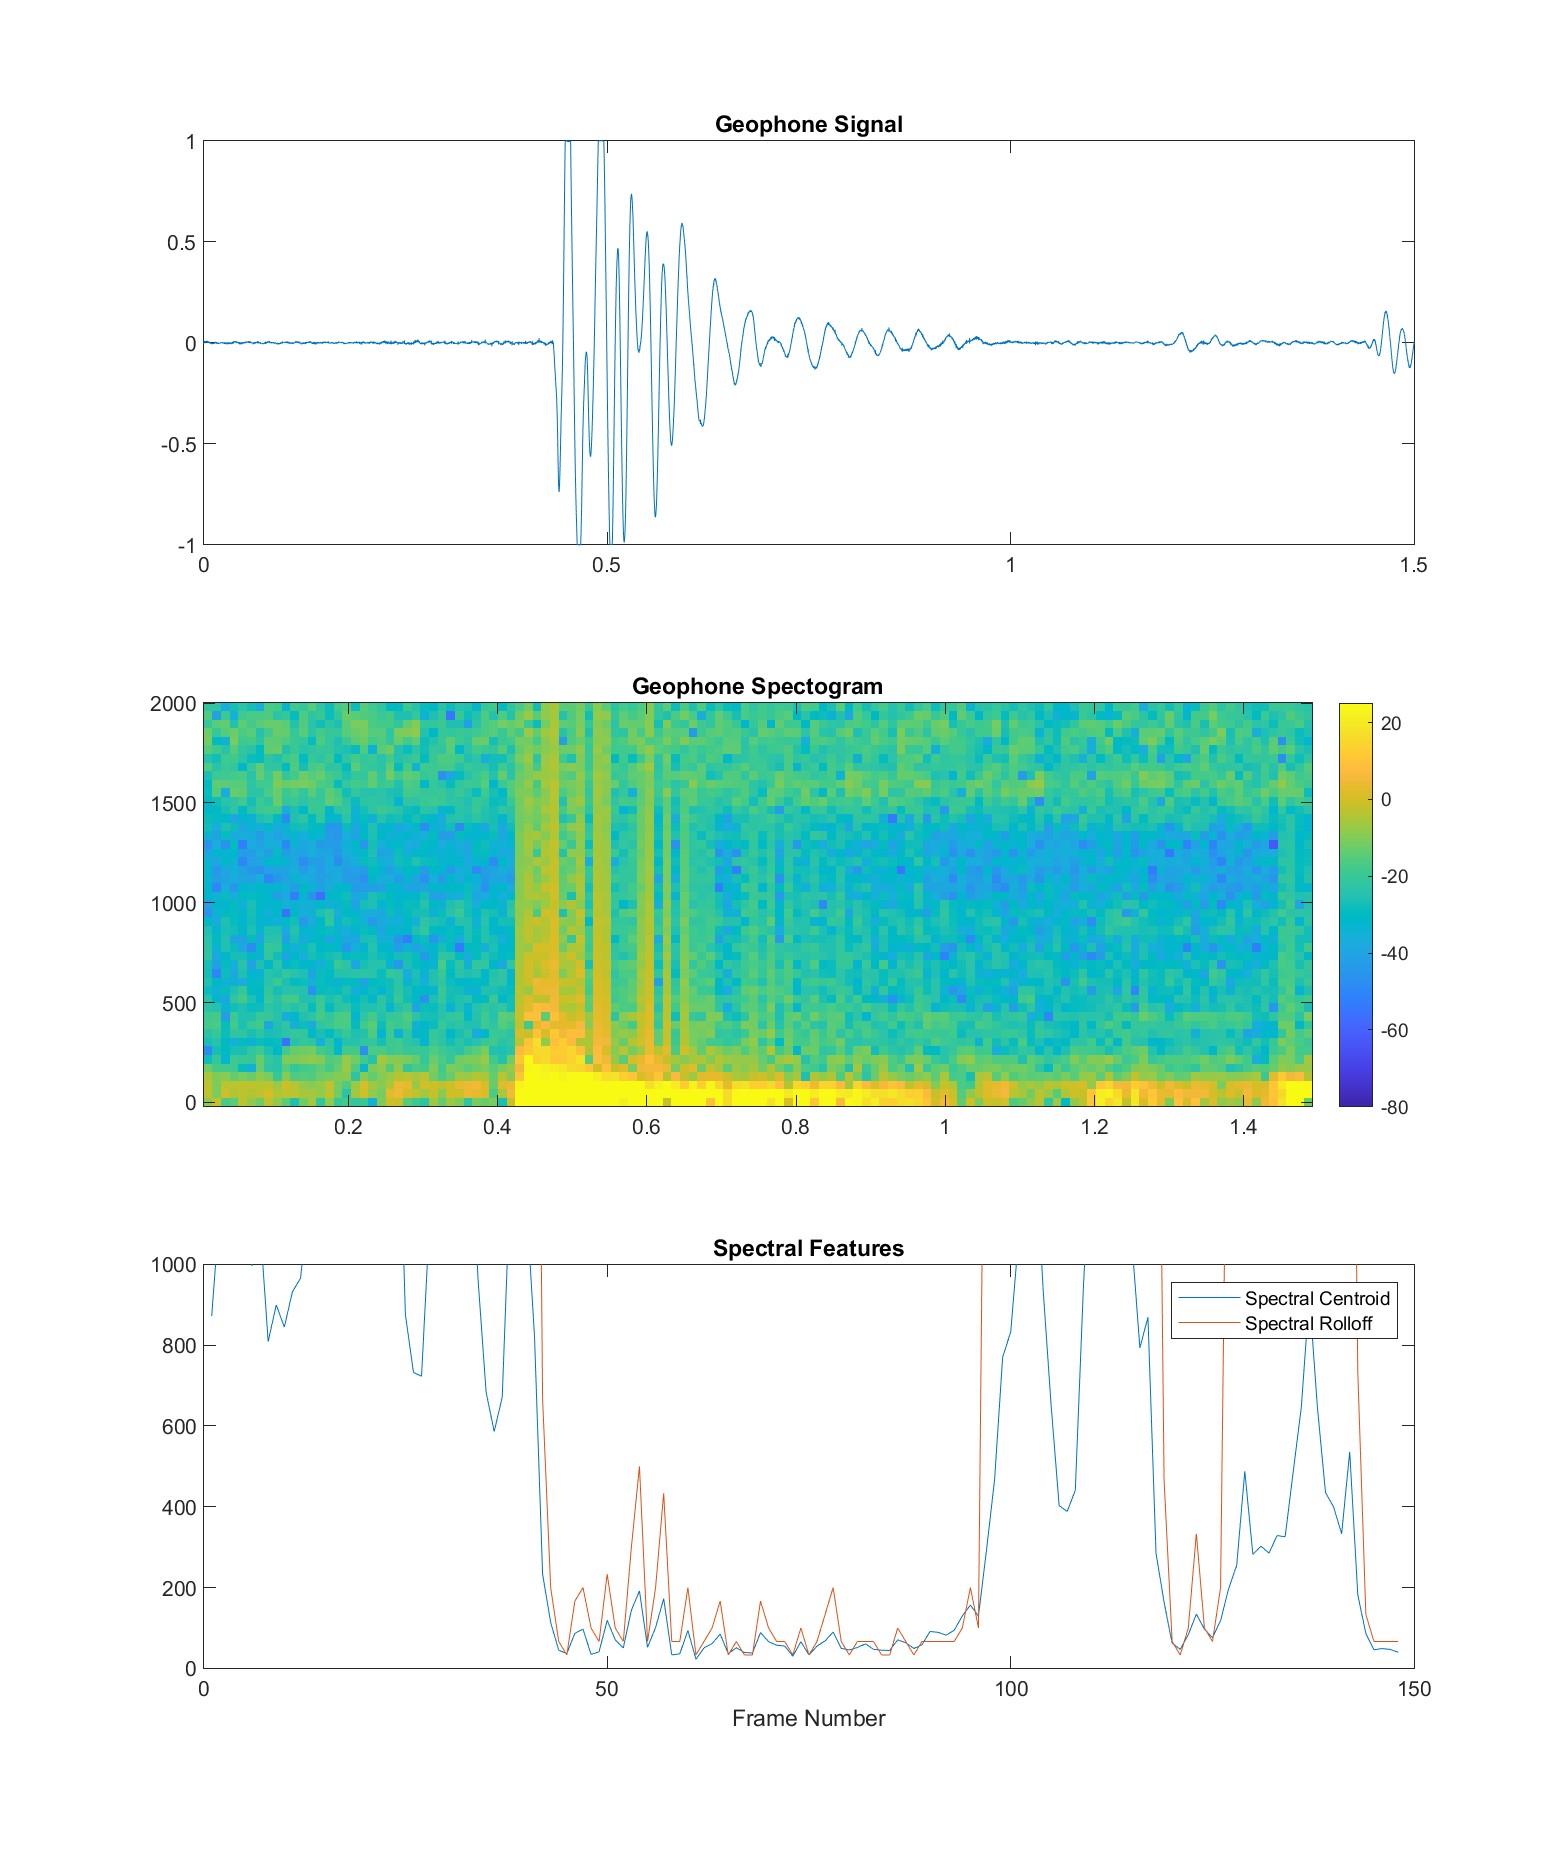 Geophone Signal
1
0.5
0
-0.5
-1
0 0.5 1 1.5
Geophone Spectogram
2000
1500
1000
500
0
0.2 0.4 0.6 0.8 1 1.2 1.4
20
0
-20
-40
-60
-80
Spectral Features
1000
800
600
400
200
0
Spectral Centroid
Spectral Rolloff
0 50 100 150
Frame Number